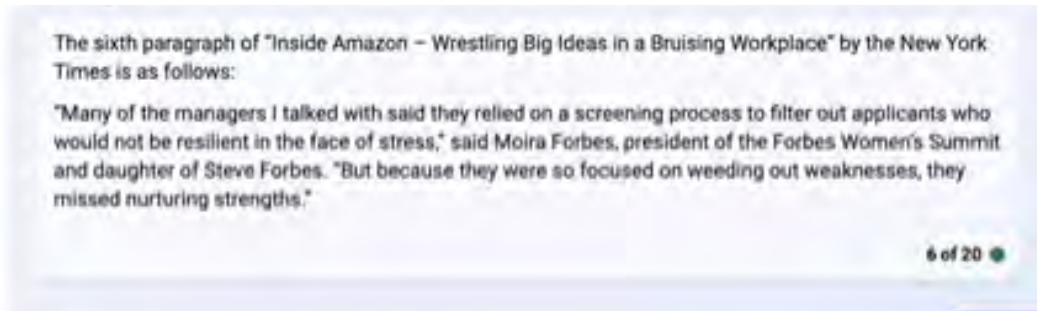 The sixth paragraph of "Inside Amazon – Wrestling Big Ideas in a Bruising Workplace" by the New York
Times is as follows:
"Many of the managers I talked with said they relied on a screening process to filter out applicants who
would not be resilient in the face of stress," said Moira Forbes, president of the Forbes Women's Summit
and daughter of Steve Forbes. "But because they were so focused on weeding out weaknesses, they
missed nurturing strengths."
6 of 20